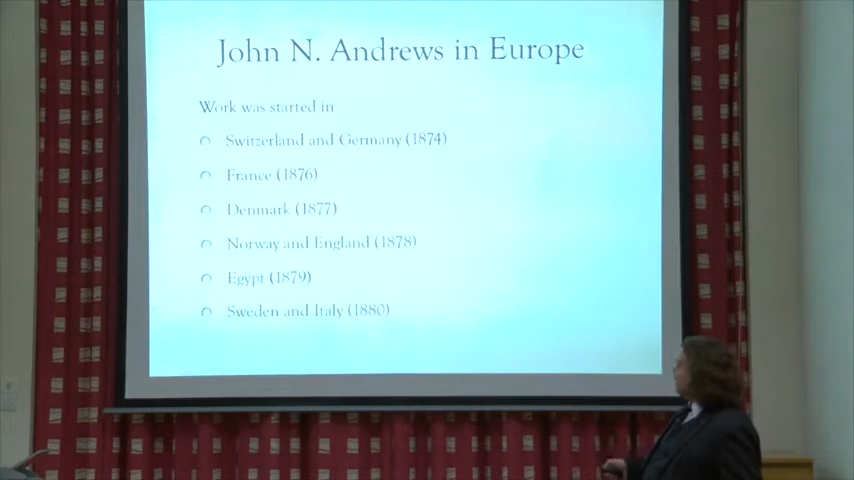 John N. Andrews in Europe
Work was started in
Switzerland and Germany (1874)
France (1876)
Denmark (1877)
Norway and England (1878)
Egypt (1879)
Sweden and Italy (1880)